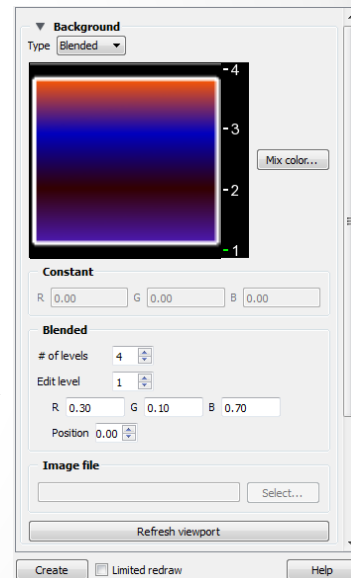 Background
Type Blended
4
3
Mix color...
2
1
Constant
R 0.00 G 0.00 B 0.00
Blended
# of levels 4
Edit level 1
R 0.30 G 0.10 B 0.70
Position 0.00
Image file
Select...
Refresh viewport
Create Limited redraw Help